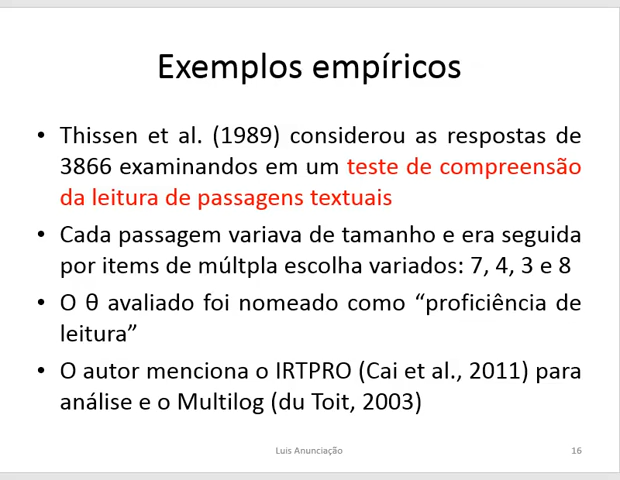 Exemplos empíricos
• Thissen et al. (1989) considerou as respostas de
3866 examinandos em um teste de compreensão
da leitura de passagens textuais
• Cada passagem variava de tamanho e era seguida
por items de múltpla escolha variados: 7, 4, 3 e 8
• O θ avaliado foi nomeado como “proficiência de
leitura”
• O autor menciona o IRTPRO (Cai et al., 2011) para
análise e o Multilog (du Toit, 2003)
Luis Anunciação
16